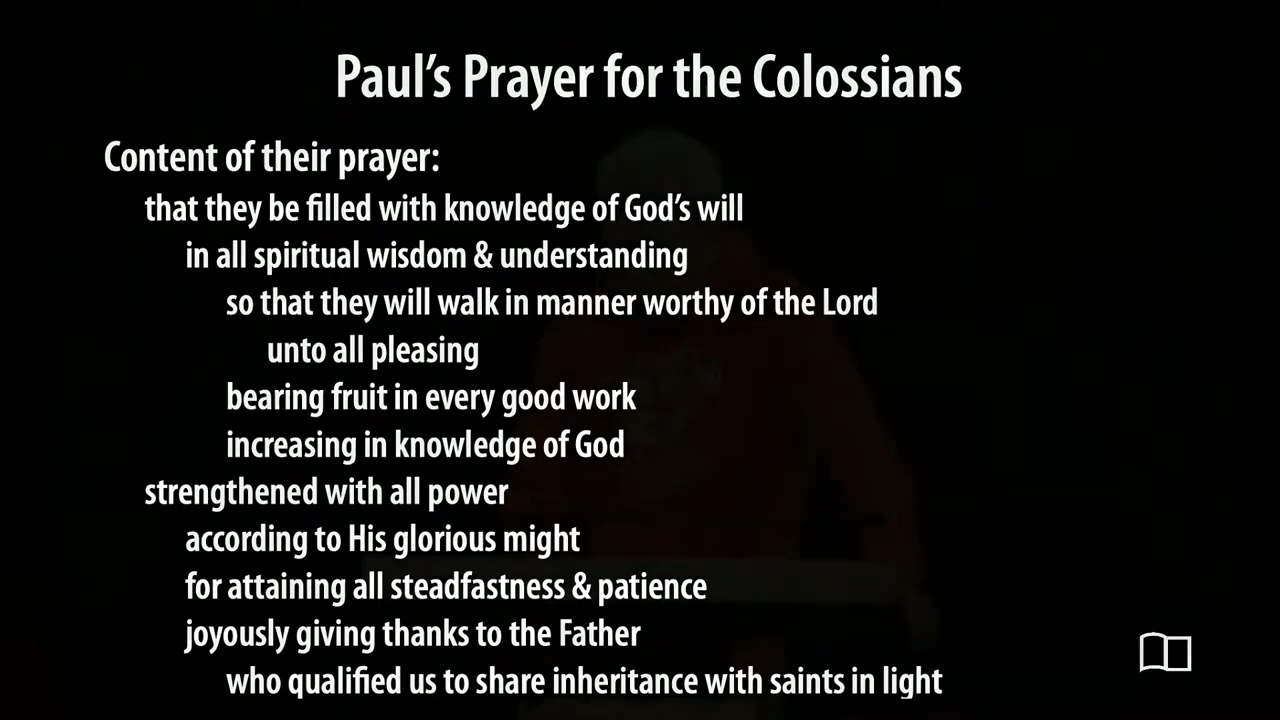 Paul’s Prayer for the Colossians
Content of their prayer:
that they be filled with knowledge of God’s will
in all spiritual wisdom & understanding
so that they will walk in manner worthy of the Lord
unto all pleasing
bearing fruit in every good work
increasing in knowledge of God
strengthened with all power
according to His glorious might
for attaining all steadfastness & patience
joyously giving thanks to the Father
who qualified us to share inheritance with saints in light